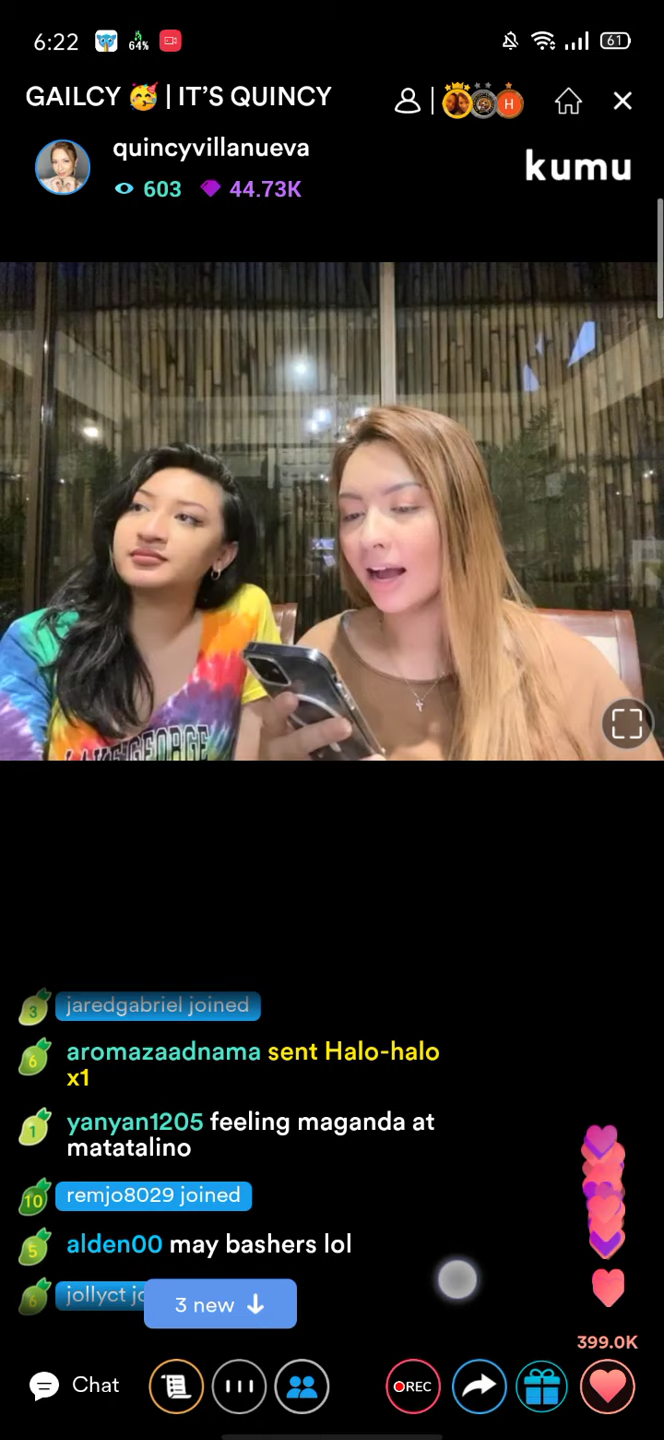 6:22
64%
61
GAILCY 🥳 | IT'S QUINCY
H
quincyvillanueva
603
44.73K
kumu
LAKE GEORGE
3 jaredgabriel joined
6 aromazaadnama sent Halo-halo
x1
1 yanyan1205 feeling maganda at
matatalino
10 remjo8029 joined
5 alden00 may bashers lol
6 jollyct jo
3 new ↓
399.0K
Chat
REC